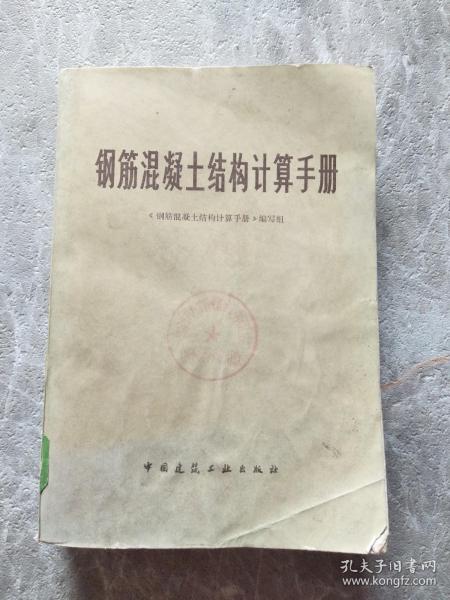 钢筋混凝土结构计算手册
《钢筋混凝土结构计算手册》编写组
中国建筑工业出版社
孔夫子旧书网
www.kongfz.com